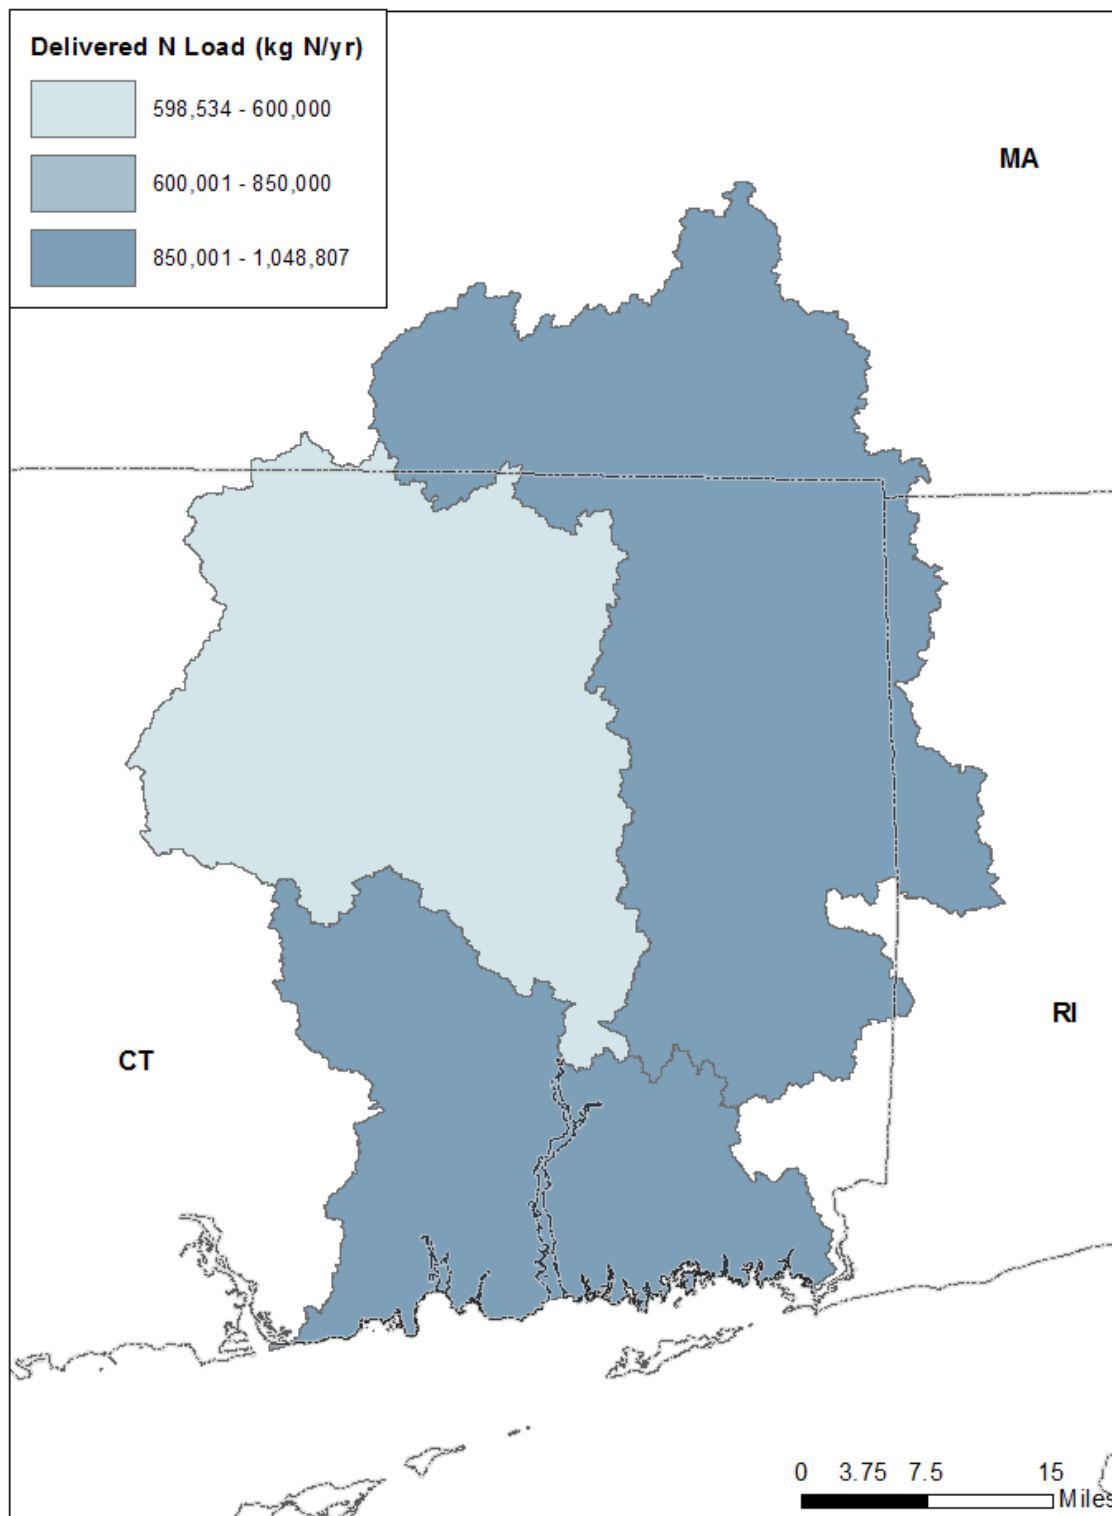 Delivered N Load (kg N/yr)
598,534 - 600,000
600,001 - 850,000
850,001 - 1,048,807
MA
CT
RI
0 3.75 7.5 15
Miles